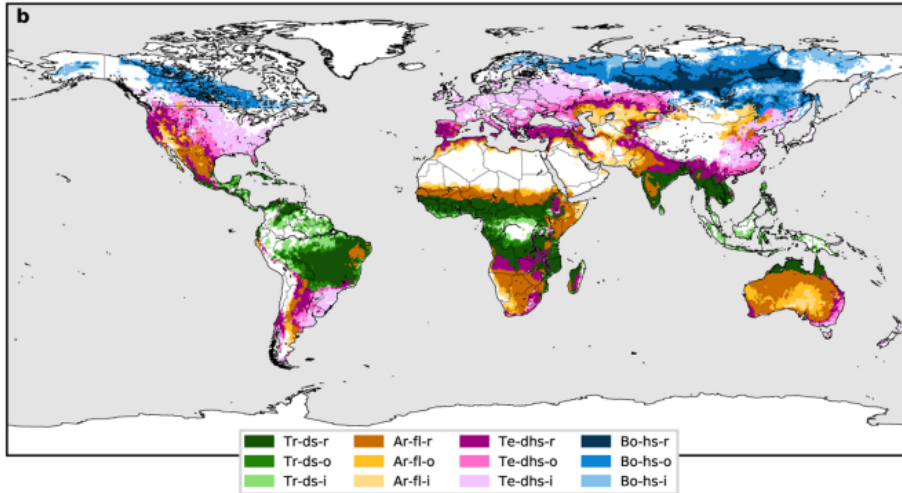 b
Tr-ds-r Ar-fl-r Te-dhs-r Bo-hs-r
Tr-ds-o Ar-fl-o Te-dhs-o Bo-hs-o
Tr-ds-i Ar-fl-i Te-dhs-i Bo-hs-i